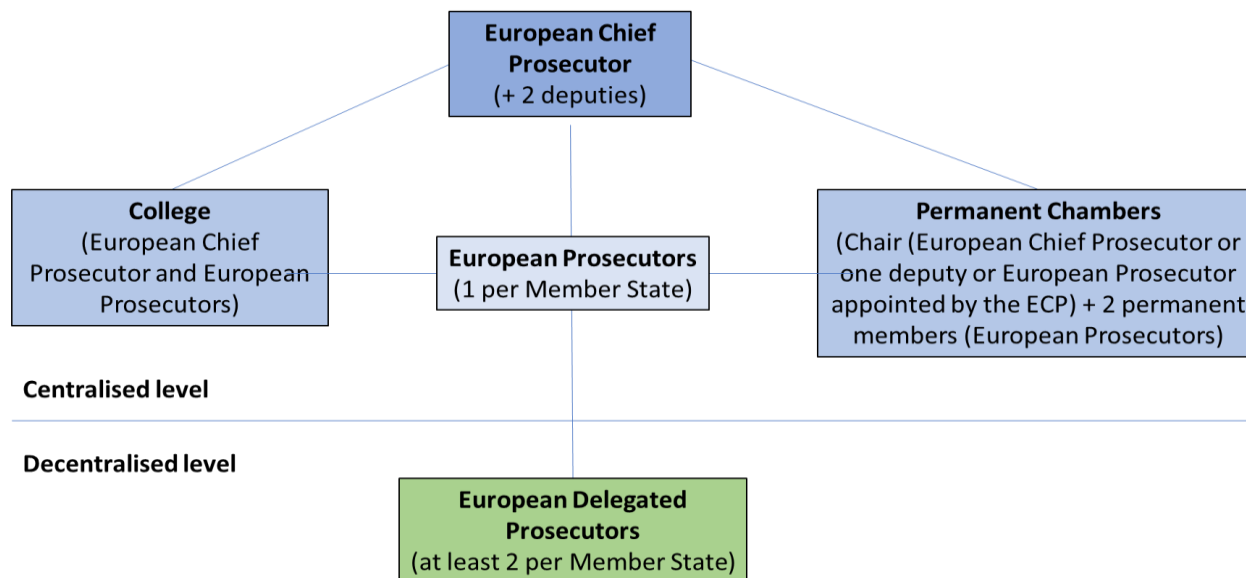 European Chief
Prosecutor
(+ 2 deputies)
College
(European Chief
Prosecutor and European
Prosecutors)
European Prosecutors
(1 per Member State)
Permanent Chambers
(Chair (European Chief Prosecutor or
one deputy or European Prosecutor
appointed by the ECP) + 2 permanent
members (European Prosecutors)
Centralised level
Decentralised level
European Delegated
Prosecutors
(at least 2 per Member State)